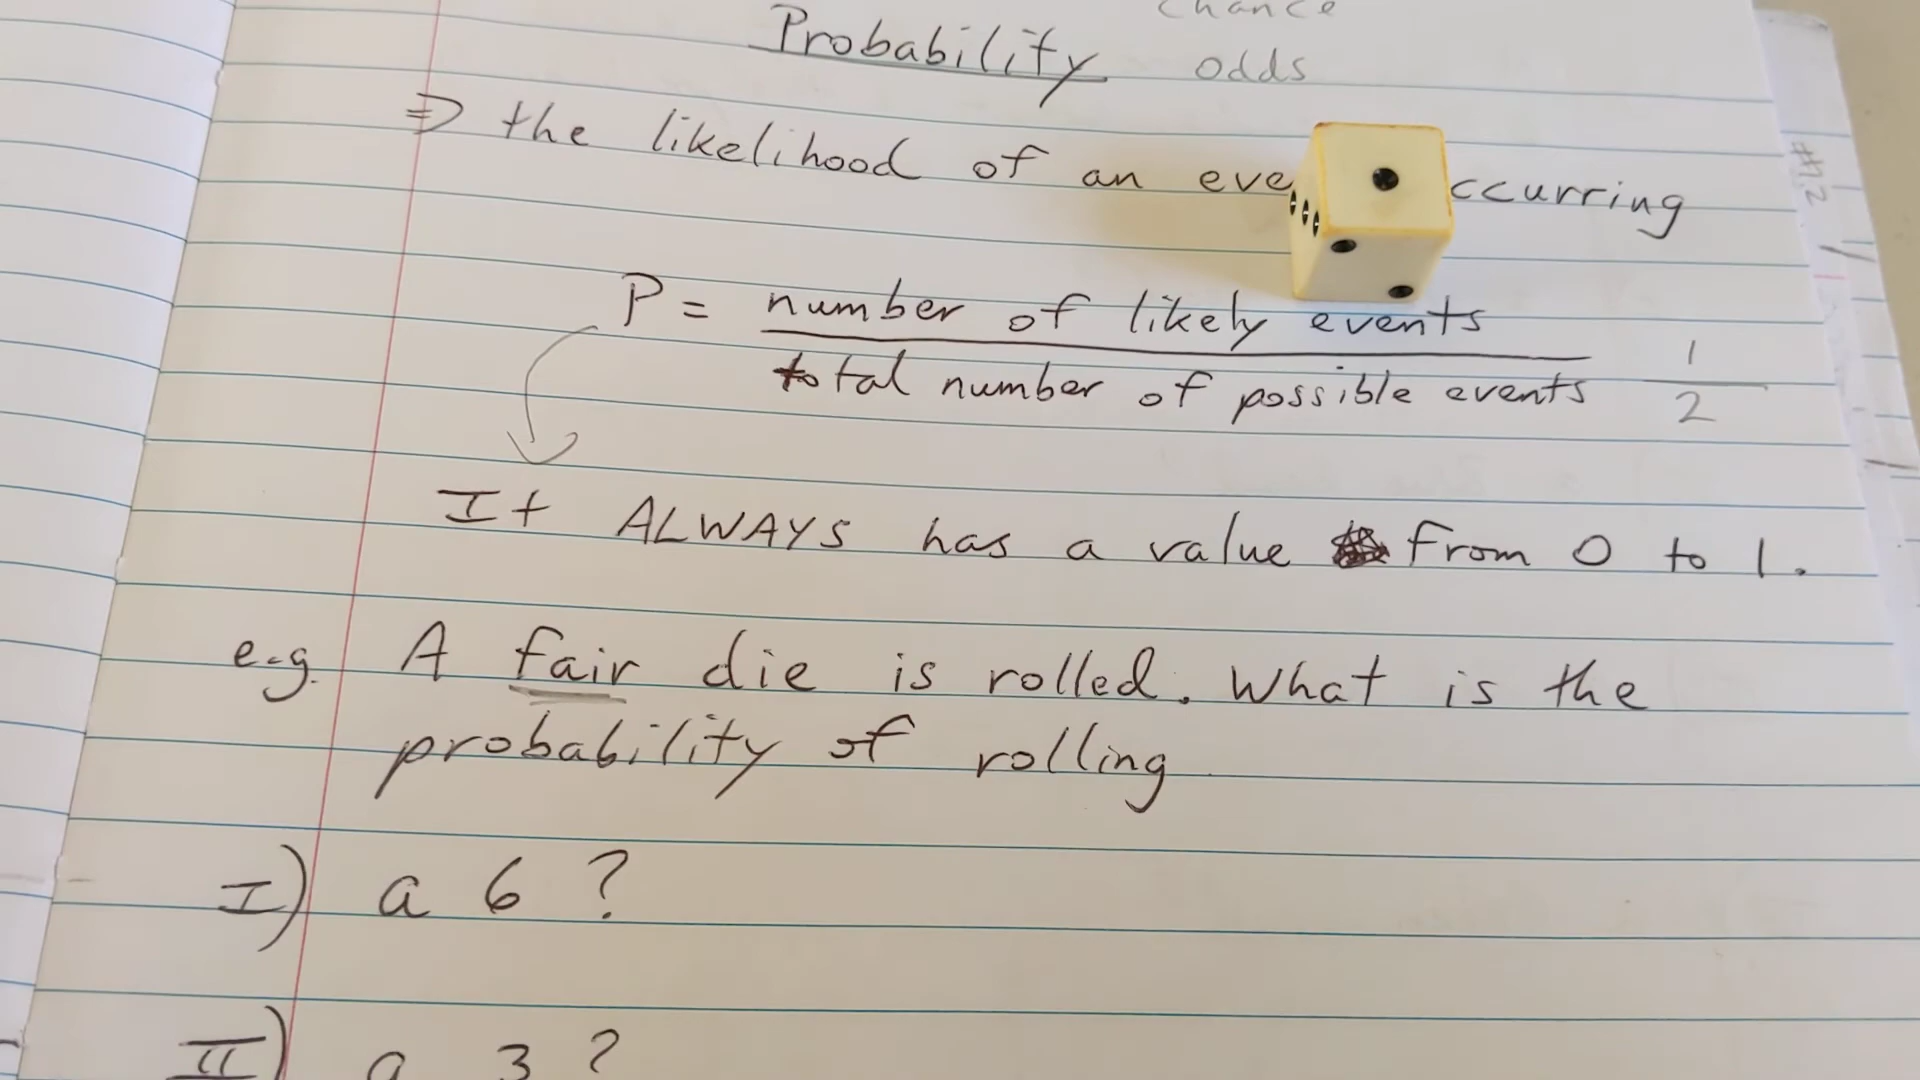 chance
Probability odds
⇒ the likelihood of an eve ccurring
P = number of likely events
total number of possible events
1
2
It ALWAYS has a value from 0 to 1.
e.g. A fair die is rolled. What is the
probability of rolling
I) a 6 ?
II) a 3 ?